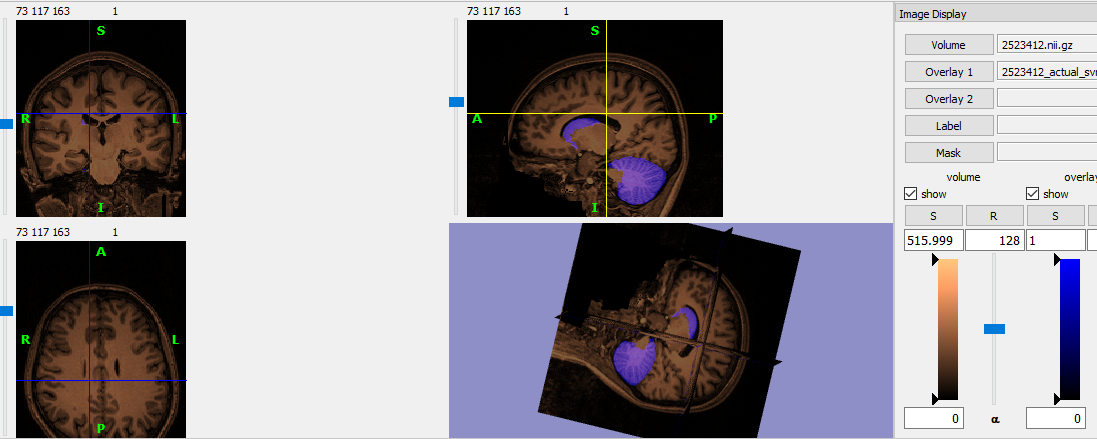 73 117 163 1
S
R L
I
73 117 163 1
S
A P
I
73 117 163 1
A
R L
P
Image Display
Volume 2523412.nii.gz
Overlay 1 2523412_actual_svr
Overlay 2
Label
Mask
volume overlay
show show
S R S
515.999 128 1
0 α 0